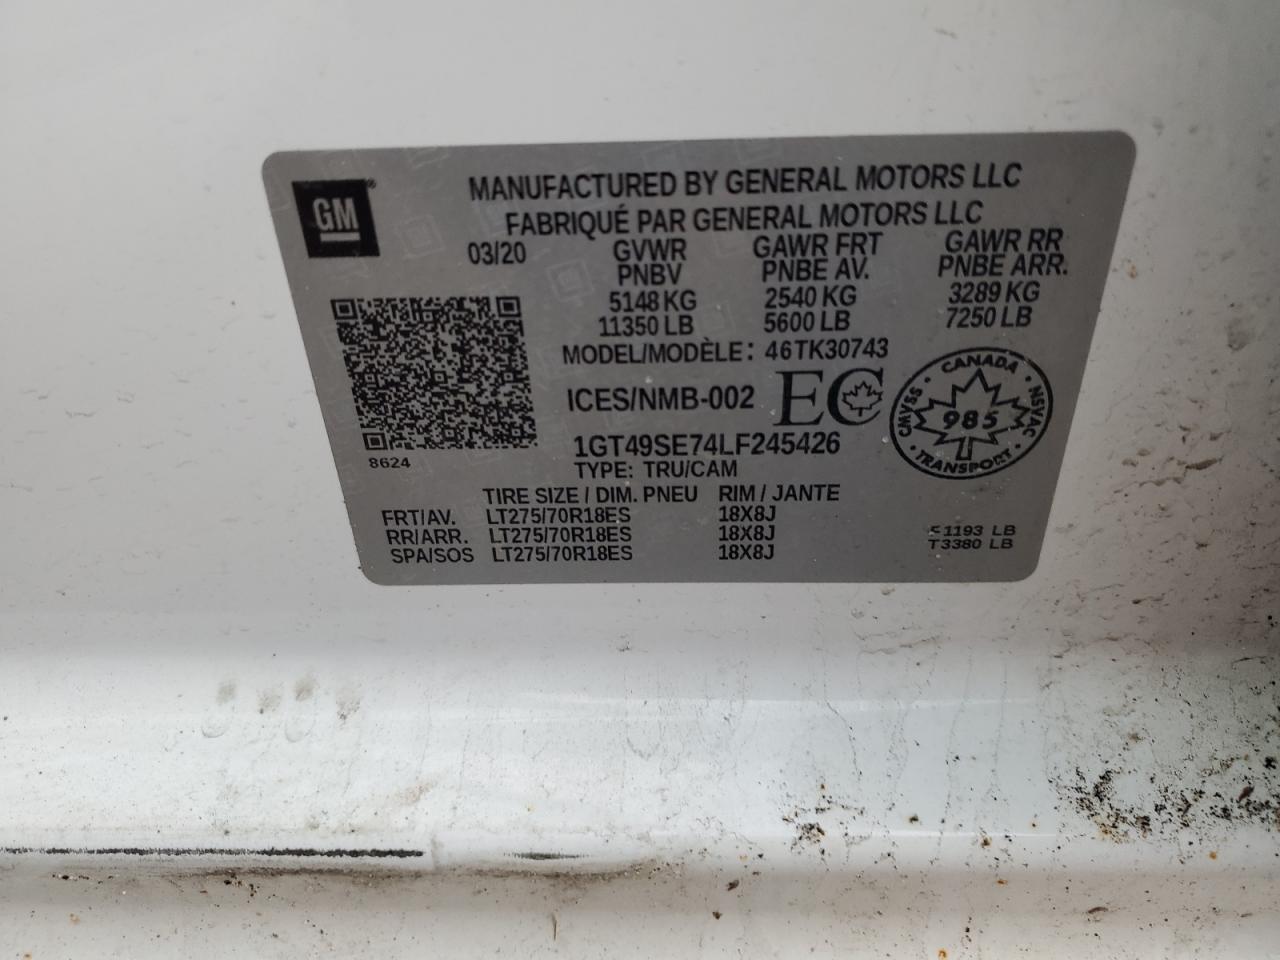 GM
MANUFACTURED BY GENERAL MOTORS LLC
FABRIQUÉ PAR GENERAL MOTORS LLC
03/20 GVWR GAWR FRT GAWR RR
PNBV PNBE AV. PNBE ARR.
5148 KG 2540 KG 3289 KG
11350 LB 5600 LB 7250 LB
MODEL/MODÈLE: 46TK30743
ICES/NMB-002 EC
CANADA
CMVSS 985 NSVAC
TRANSPORT
1GT49SE74LF245426
8624
TYPE: TRU/CAM
TIRE SIZE / DIM. PNEU RIM / JANTE
FRT/AV. LT275/70R18ES 18X8J
RR/ARR. LT275/70R18ES 18X8J 1193 LB
SPA/SOS LT275/70R18ES 18X8J T3380 LB